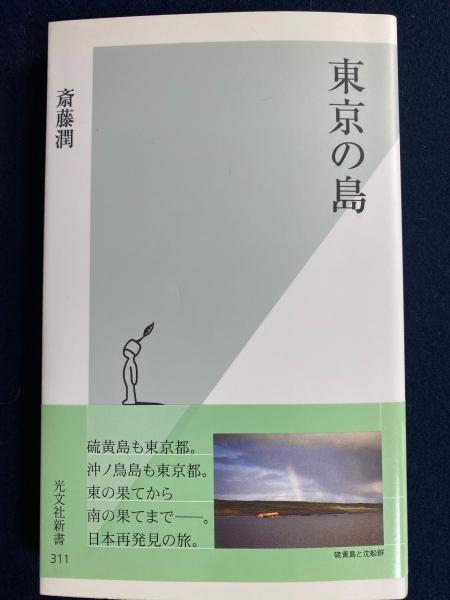 東京の島
斎藤潤
硫黄島も東京都。
沖ノ鳥島も東京都。
東の果てから
南の果てまで――。
日本再発見の旅。
硫黄島と沈船群
光文社新書
311